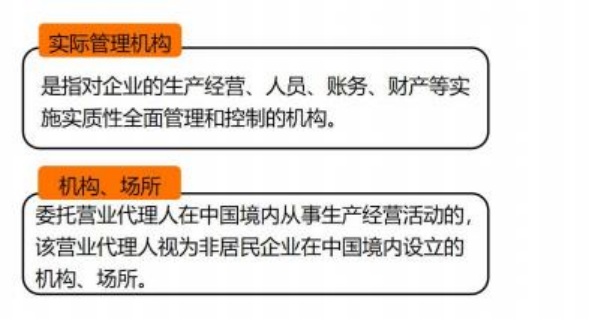 实际管理机构
是指对企业的生产经营、人员、账务、财产等实
施实质性全面管理和控制的机构。
机构、场所
委托营业代理人在中国境内从事生产经营活动的,
该营业代理人视为非居民企业在中国境内设立的
机构、场所。